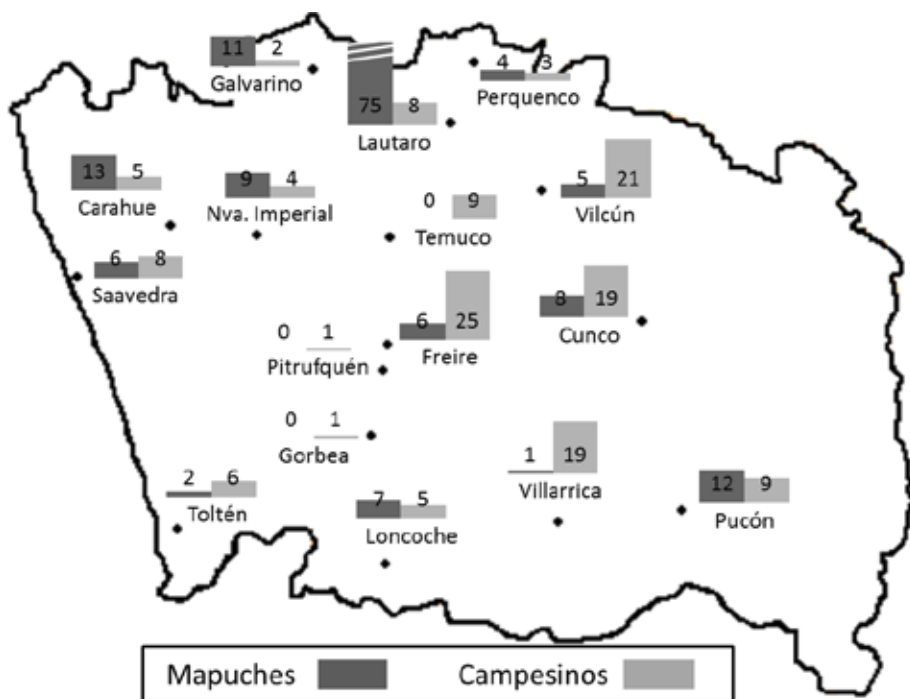 11 2
Galvarino
4 3
Perquenco
75 8
Lautaro
13 5
Carahue
9 4
Nva. Imperial
0 9
Temuco
5 21
Vilcún
6 8
Saavedra
8 19
Cunco
6 25
Freire
0 1
Pitrufquén
0 1
Gorbea
1 19
Villarrica
2 6
Toltén
7 5
Loncoche
12 9
Pucón
Mapuches Campesinos